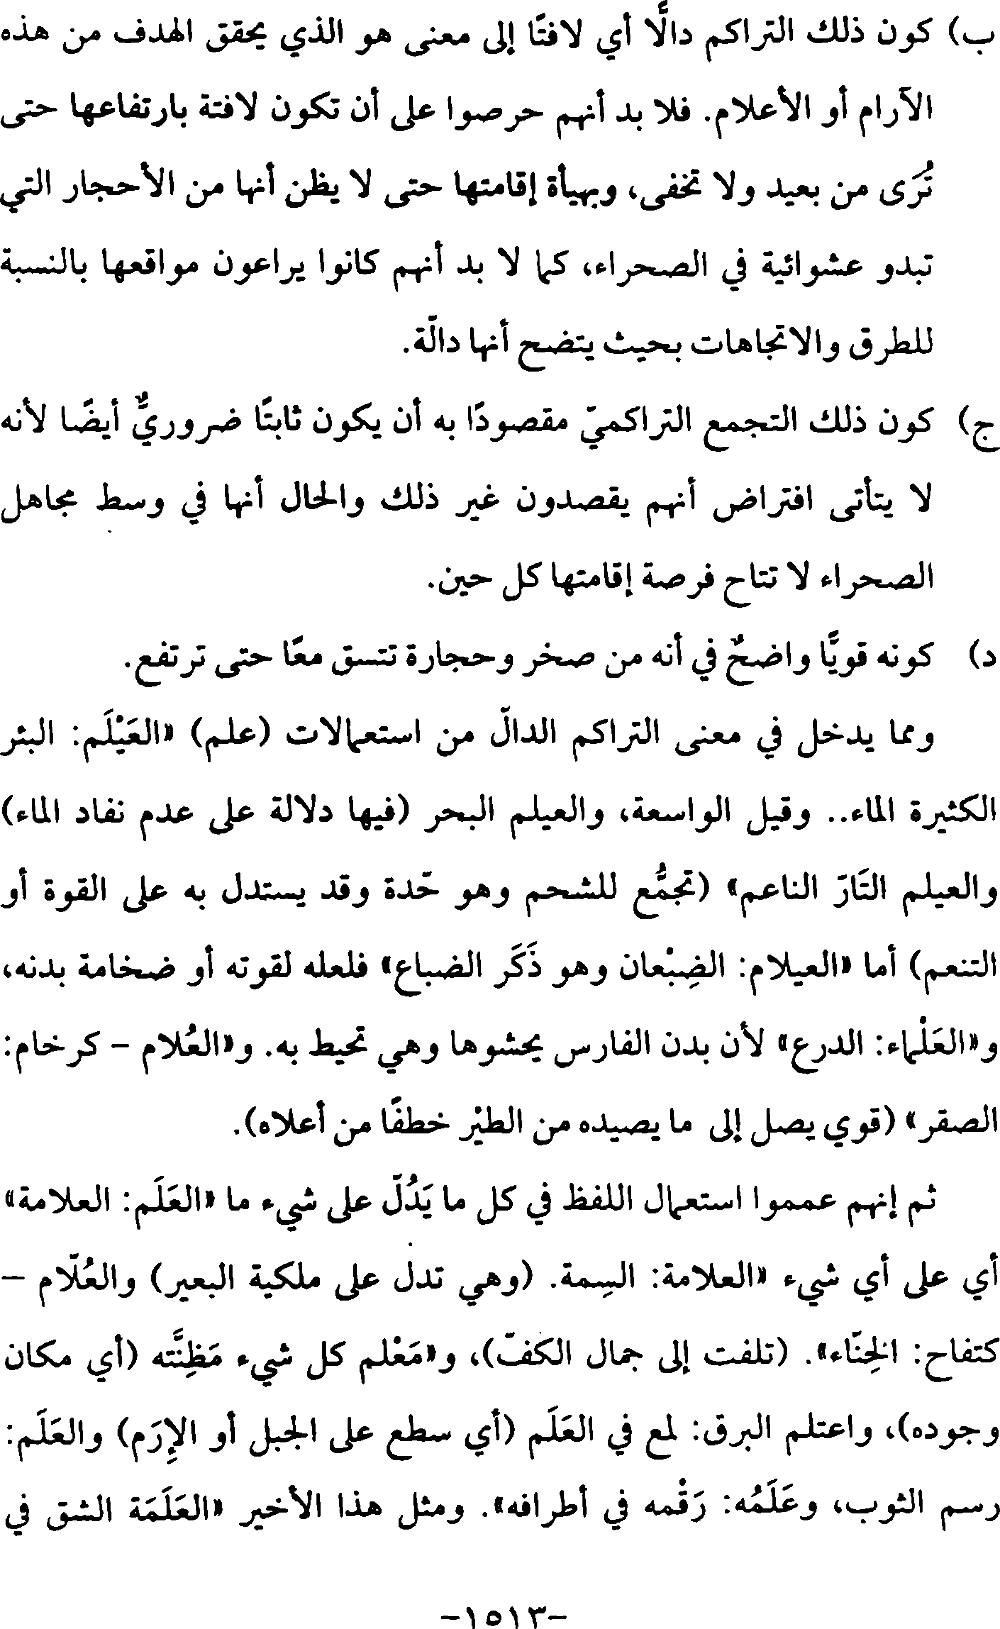 ب) كون ذلك التراكم دالًّا أي لافتًا إلى معنى هو الذي يحقق الهدف من هذه
الآرام أو الأعلام. فلا بد أنهم حرصوا على أن تكون لافتة بارتفاعها حتى
تُرَى من بعيد ولا تخفى، وبهيأة إقامتها حتى لا يظن أنها من الأحجار التي
تبدو عشوائية في الصحراء، كما لا بد أنهم كانوا يراعون مواقعها بالنسبة
للطرق والاتجاهات بحيث يتضح أنها دالّة.
ج) كون ذلك التجمع التراكميّ مقصودًا به أن يكون ثابتًا ضروريٌّ أيضًا لأنه
لا يتأتى افتراض أنهم يقصدون غير ذلك والحال أنها في وسط مجاهل
الصحراء لا تتاح فرصة إقامتها كل حين.
د) كونه قويًّا واضحٌ في أنه من صخر وحجارة تتسق معًا حتى ترتفع.
ومما يدخل في معنى التراكم الدالّ من استعمالات (علم) «العَيْلَم: البئر
الكثيرة الماء.. وقيل الواسعة، والعيلم البحر (فيها دلالة على عدم نفاد الماء)
والعيلم التَارّ الناعم» (تجمُّع للشحم وهو حّدة وقد يستدل به على القوة أو
التنعم) أما «العيلام: الضِبْعان وهو ذَكَر الضباع» فلعله لقوته أو ضخامة بدنه،
و«العَلْماء: الدرع» لأن بدن الفارس يحشوها وهي تحيط به. و«العُلام – كرخام:
الصقر» (قوي يصل إلى ما يصيده من الطيْر خطفًا من أعلاه).
ثم إنهم عمموا استعمال اللفظ في كل ما يَدُلّ على شيء ما «العَلَم: العلامة»
أي على أي شيء «العلامة: السِمة. (وهي تدل على ملكية البعير) والعُلّام –
كتفاح: الحِنّاء». (تلفت إلى جمال الكفّ)، و«مَعْلم كل شيء مَظِنَّته (أي مكان
وجوده)، واعتلم البرق: لمع في العَلَم (أي سطع على الجبل أو الإرَم) والعَلَم:
رسم الثوب، وعَلَمُه: رَقْمه في أطرافه». ومثل هذا الأخير «العَلَمَة الشق في
-١٥١٣-